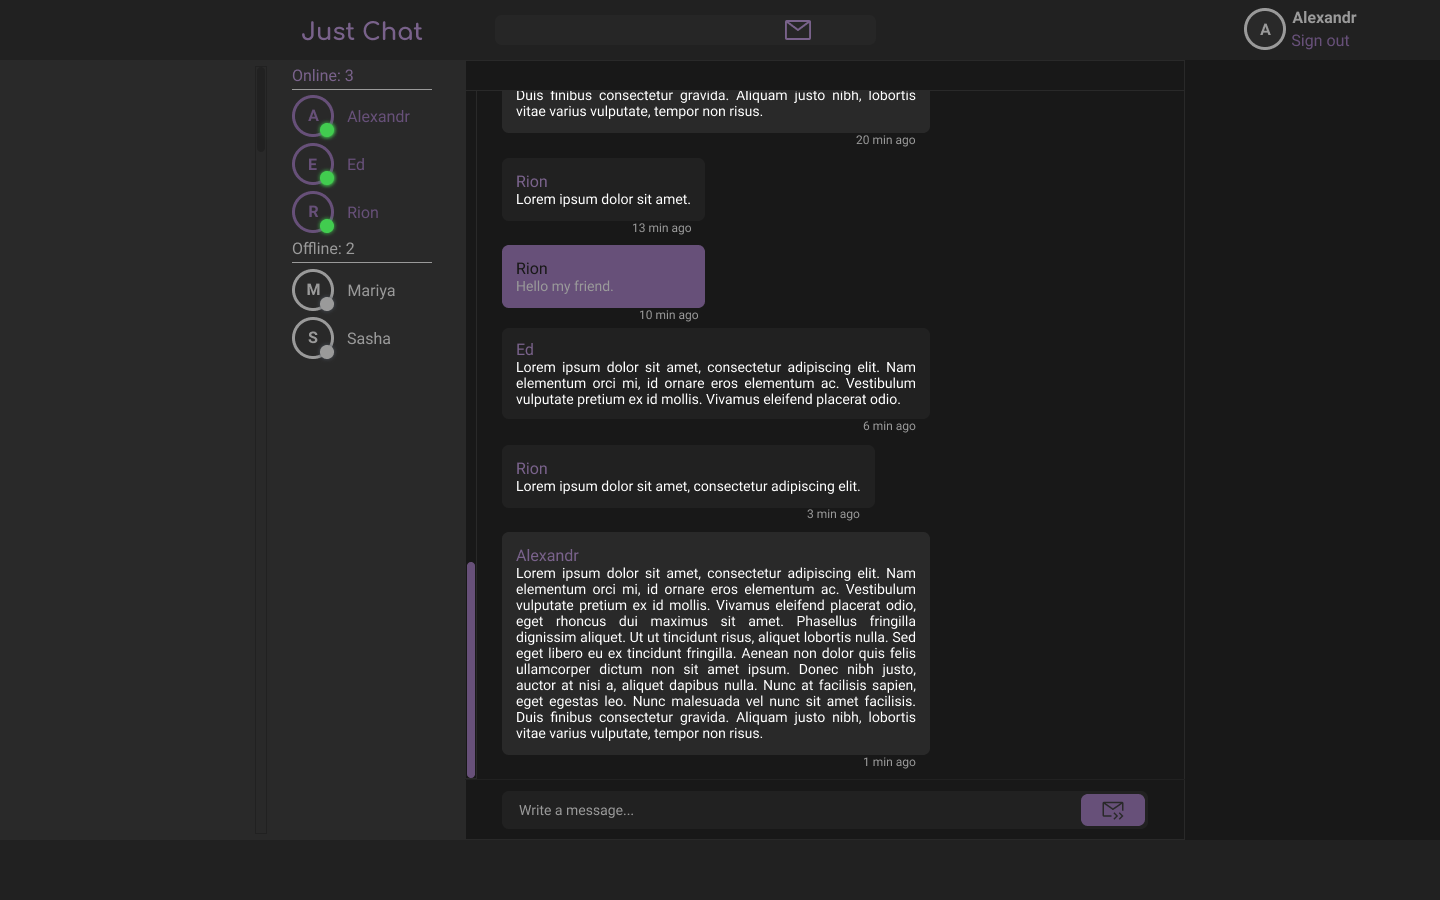 Just Chat
A
Alexandr
Sign out
Online: 3
A
Alexandr
E
Ed
R
Rion
Offline: 2
M
Mariya
S
Sasha
Duis finibus consectetur gravida. Aliquam justo nibh, lobortis
vitae varius vulputate, tempor non risus.
20 min ago
Rion
Lorem ipsum dolor sit amet.
13 min ago
Rion
Hello my friend.
10 min ago
Ed
Lorem ipsum dolor sit amet, consectetur adipiscing elit. Nam
elementum orci mi, id ornare eros elementum ac. Vestibulum
vulputate pretium ex id mollis. Vivamus eleifend placerat odio.
6 min ago
Rion
Lorem ipsum dolor sit amet, consectetur adipiscing elit.
3 min ago
Alexandr
Lorem ipsum dolor sit amet, consectetur adipiscing elit. Nam
elementum orci mi, id ornare eros elementum ac. Vestibulum
vulputate pretium ex id mollis. Vivamus eleifend placerat odio,
eget rhoncus dui maximus sit amet. Phasellus fringilla
dignissim aliquet. Ut ut tincidunt risus, aliquet lobortis nulla. Sed
eget libero eu ex tincidunt fringilla. Aenean non dolor quis felis
ullamcorper dictum non sit amet ipsum. Donec nibh justo,
auctor at nisi a, aliquet dapibus nulla. Nunc at facilisis sapien,
eget egestas leo. Nunc malesuada vel nunc sit amet facilisis.
Duis finibus consectetur gravida. Aliquam justo nibh, lobortis
vitae varius vulputate, tempor non risus.
1 min ago
Write a message...